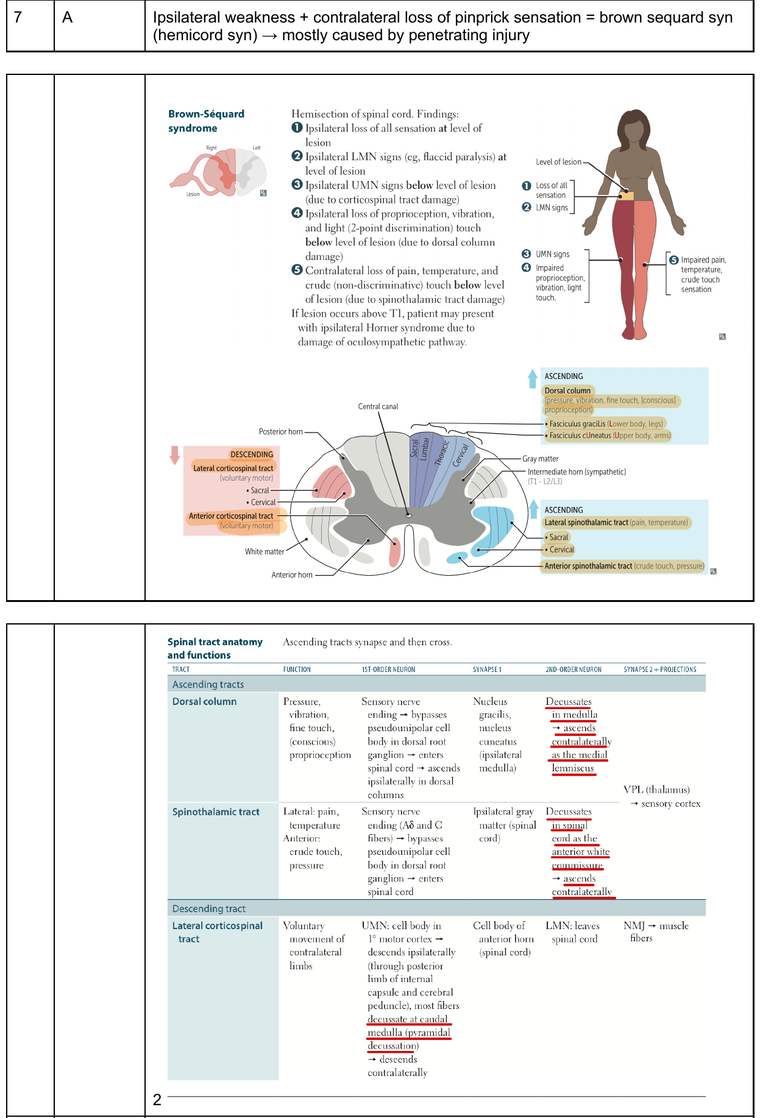 7 A Ipsilateral weakness + contralateral loss of pinprick sensation = brown sequard syn
(hemicord syn) → mostly caused by penetrating injury
Brown-Séquard
syndrome
Right Left
Lesion
Hemisection of spinal cord. Findings:
1 Ipsilateral loss of all sensation at level of
lesion
2 Ipsilateral LMN signs (eg, flaccid paralysis) at
level of lesion
3 Ipsilateral UMN signs below level of lesion
(due to corticospinal tract damage)
4 Ipsilateral loss of proprioception, vibration,
and light (2-point discrimination) touch
below level of lesion (due to dorsal column
damage)
5 Contralateral loss of pain, temperature, and
crude (non-discriminative) touch below level
of lesion (due to spinothalamic tract damage)
If lesion occurs above T1, patient may present
with ipsilateral Horner syndrome due to
damage of oculosympathetic pathway.
Level of lesion
1 Loss of all
sensation
2 LMN signs
3 UMN signs
4 Impaired
proprioception,
vibration, light
touch.
5 Impaired pain,
temperature,
crude touch
sensation
DESCENDING
Lateral corticospinal tract
(voluntary motor)
• Sacral
• Cervical
Anterior corticospinal tract
(voluntary motor)
Central canal
Posterior horn
White matter
Anterior horn
Sacral
Lumbar
Thoracic
Cervical
Gray matter
Intermediate horn (sympathetic)
(T1 - L2/L3)
ASCENDING
Dorsal column
(pressure, vibration, fine touch, [conscious]
proprioception)
• Fasciculus graciLis (Lower body, legs)
• Fasciculus cUneatus (Upper body, arms)
ASCENDING
Lateral spinothalamic tract (pain, temperature)
• Sacral
• Cervical
Anterior spinothalamic tract (crude touch, pressure)
Spinal tract anatomy
and functions
Ascending tracts synapse and then cross.
TRACT FUNCTION 1ST-ORDER NEURON SYNAPSE 1 2ND-ORDER NEURON SYNAPSE 2 + PROJECTIONS
Ascending tracts
Dorsal column
Pressure,
vibration,
fine touch,
(conscious)
proprioception
Sensory nerve
ending → bypasses
pseudounipolar cell
body in dorsal root
ganglion → enters
spinal cord → ascends
ipsilaterally in dorsal
columns
Nucleus
gracilis,
nucleus
cuneatus
(ipsilateral
medulla)
Decussates
in medulla
→ ascends
contralaterally
as the medial
lemniscus
VPL (thalamus)
→ sensory cortex
Spinothalamic tract
Lateral: pain,
temperature
Anterior:
crude touch,
pressure
Sensory nerve
ending (Aδ and C
fibers) → bypasses
pseudounipolar cell
body in dorsal root
ganglion → enters
spinal cord
Ipsilateral gray
matter (spinal
cord)
Decussates
in spinal
cord as the
anterior white
commissure
→ ascends
contralaterally
Descending tract
Lateral corticospinal
tract
Voluntary
movement of
contralateral
limbs
UMN: cell body in
1° motor cortex →
descends ipsilaterally
(through posterior
limb of internal
capsule and cerebral
peduncle), most fibers
decussate at caudal
medulla (pyramidal
decussation)
→ descends
contralaterally
Cell body of
anterior horn
(spinal cord)
LMN: leaves
spinal cord
NMJ → muscle
fibers
2